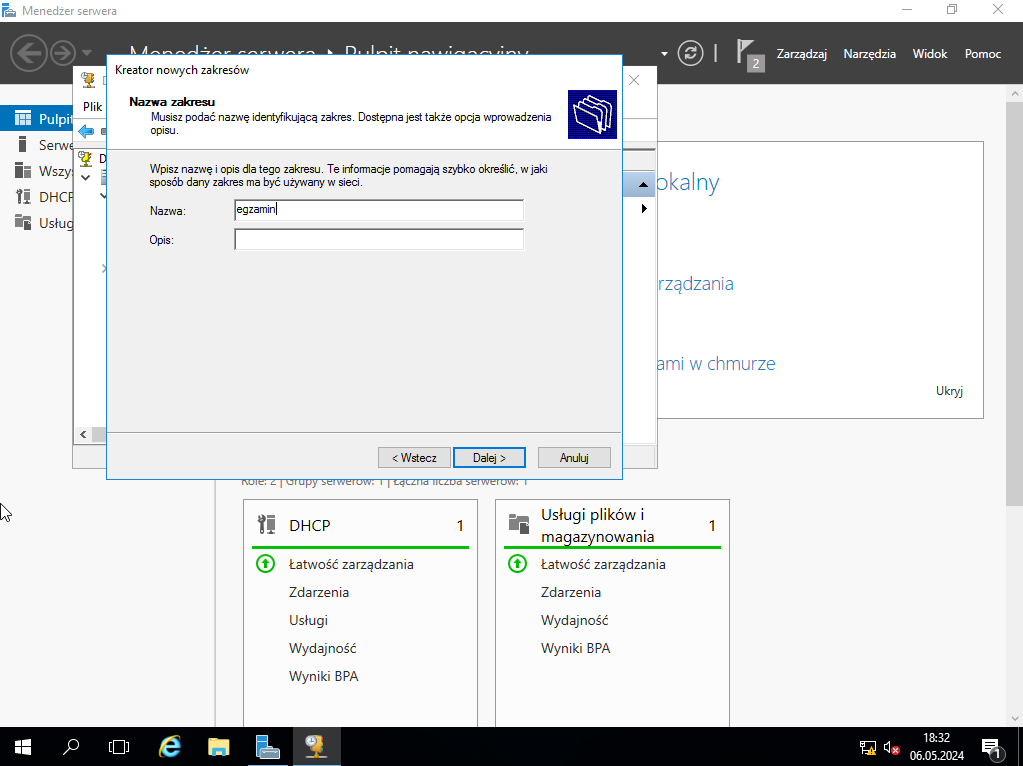 Menedżer serwera
Menedżer serwera ‣ Pulpit nawigacyjny
2
Zarządzaj
Narzędzia
Widok
Pomoc
Kreator nowych zakresów
Nazwa zakresu
Musisz podać nazwę identyfikującą zakres. Dostępna jest także opcja wprowadzenia
opisu.
Wpisz nazwę i opis dla tego zakresu. Te informacje pomagają szybko określić, w jaki
sposób dany zakres ma być używany w sieci.
Nazwa:
egzamin
Opis:
< Wstecz
Dalej >
Anuluj
Plik
D
Pulpit
Serwe
Wszys
DHCP
Usług
okalny
rządzania
ami w chmurze
Ukryj
Role: 2 | Grupy serwerów: 1 | Łączna liczba serwerów: 1
DHCP
1
Łatwość zarządzania
Zdarzenia
Usługi
Wydajność
Wyniki BPA
Usługi plików i
magazynowania
1
Łatwość zarządzania
Zdarzenia
Wydajność
Wyniki BPA
18:32
06.05.2024
1